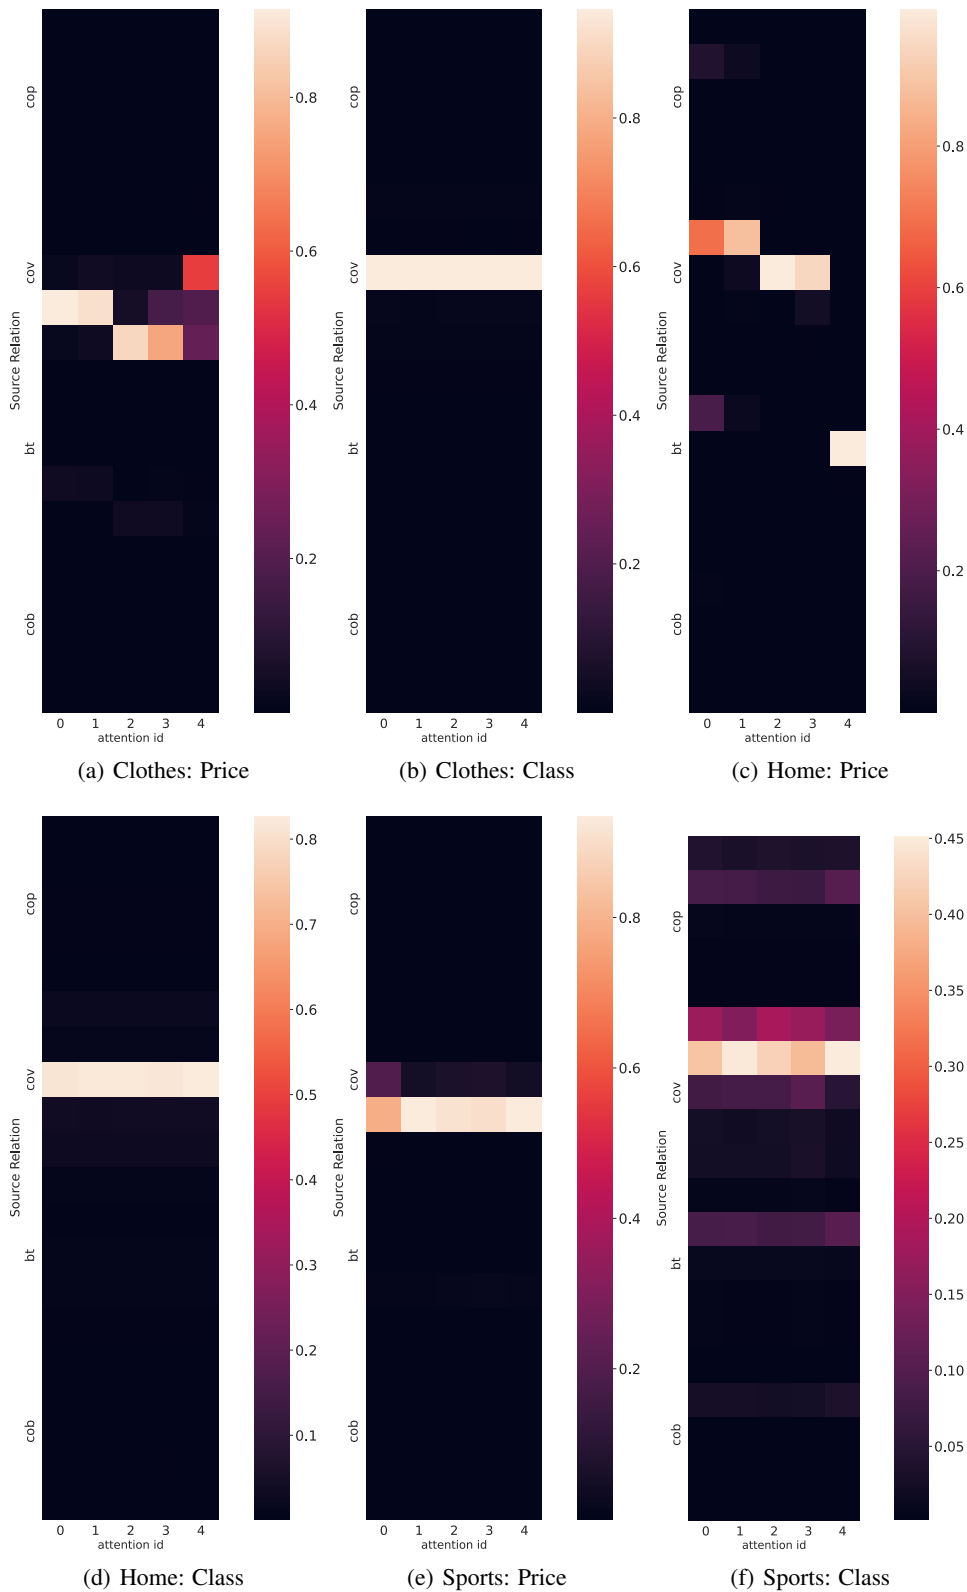 cop
cov
Source Relation
bt
cob
0 1 2 3 4
attention id
0.8
0.6
0.4
0.2
(a) Clothes: Price
cop
cov
Source Relation
bt
cob
0 1 2 3 4
attention id
0.8
0.6
0.4
0.2
(b) Clothes: Class
cop
cov
Source Relation
bt
cob
0 1 2 3 4
attention id
0.8
0.6
0.4
0.2
(c) Home: Price
cop
cov
Source Relation
bt
cob
0 1 2 3 4
attention id
0.8
0.7
0.6
0.5
0.4
0.3
0.2
0.1
(d) Home: Class
cop
cov
Source Relation
bt
cob
0 1 2 3 4
attention id
0.8
0.6
0.4
0.2
(e) Sports: Price
cop
cov
Source Relation
bt
cob
0 1 2 3 4
attention id
0.45
0.40
0.35
0.30
0.25
0.20
0.15
0.10
0.05
(f) Sports: Class